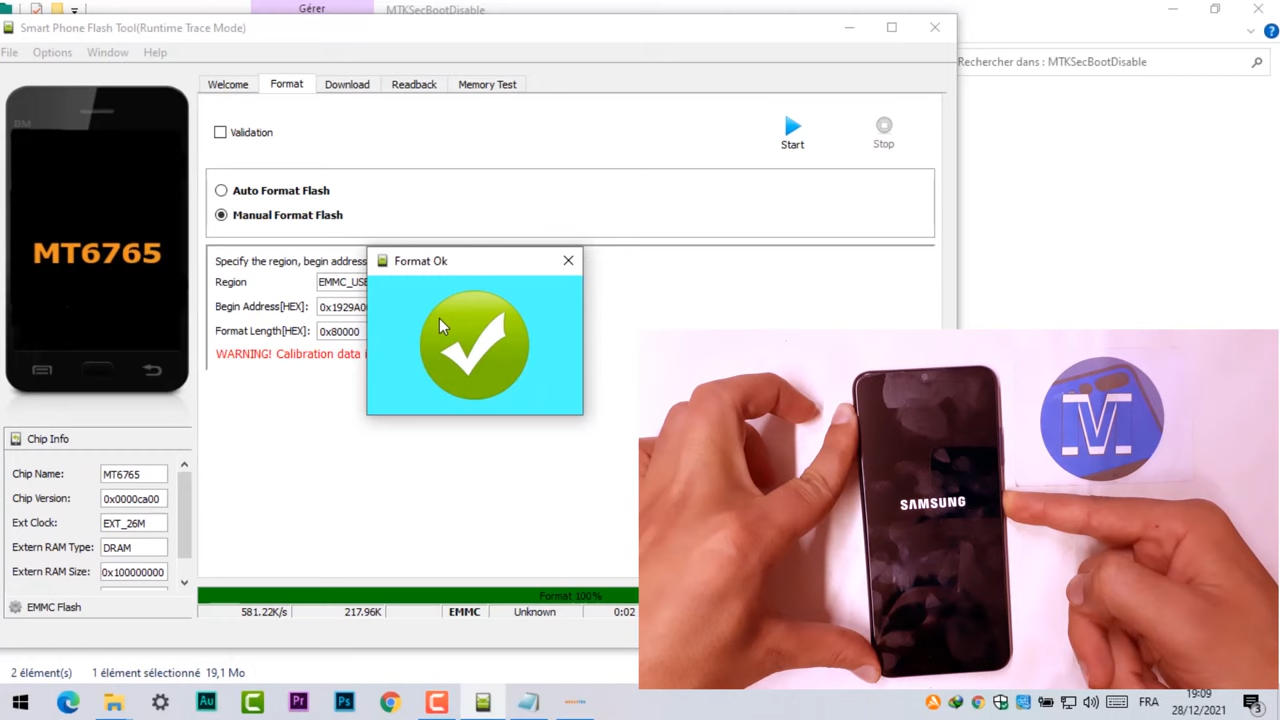 Gérer
MTKSecBootDisable
Smart Phone Flash Tool(Runtime Trace Mode)
File Options Window Help
Rechercher dans : MTKSecBootDisable
Welcome Format Download Readback Memory Test
BM
Validation
Start
Stop
Auto Format Flash
Manual Format Flash
MT6765
Format Ok
Specify the region, begin address
Region
Begin Address[HEX]:
Format Length[HEX]: 0x80000
WARNING! Calibration data
SAMSUNG
Chip Info
Chip Name: MT6765
Chip Version: 0x0000ca00
Ext Clock: EXT_26M
Extern RAM Type: DRAM
Extern RAM Size: 0x100000000
EMMC Flash
Format 100%
581.22K/s 217.96K EMMC Unknown 0:02
2 élément(s) 1 élément sélectionné 19,1 Mo
Au Pr Ps
FRA
19:09
28/12/2021
3